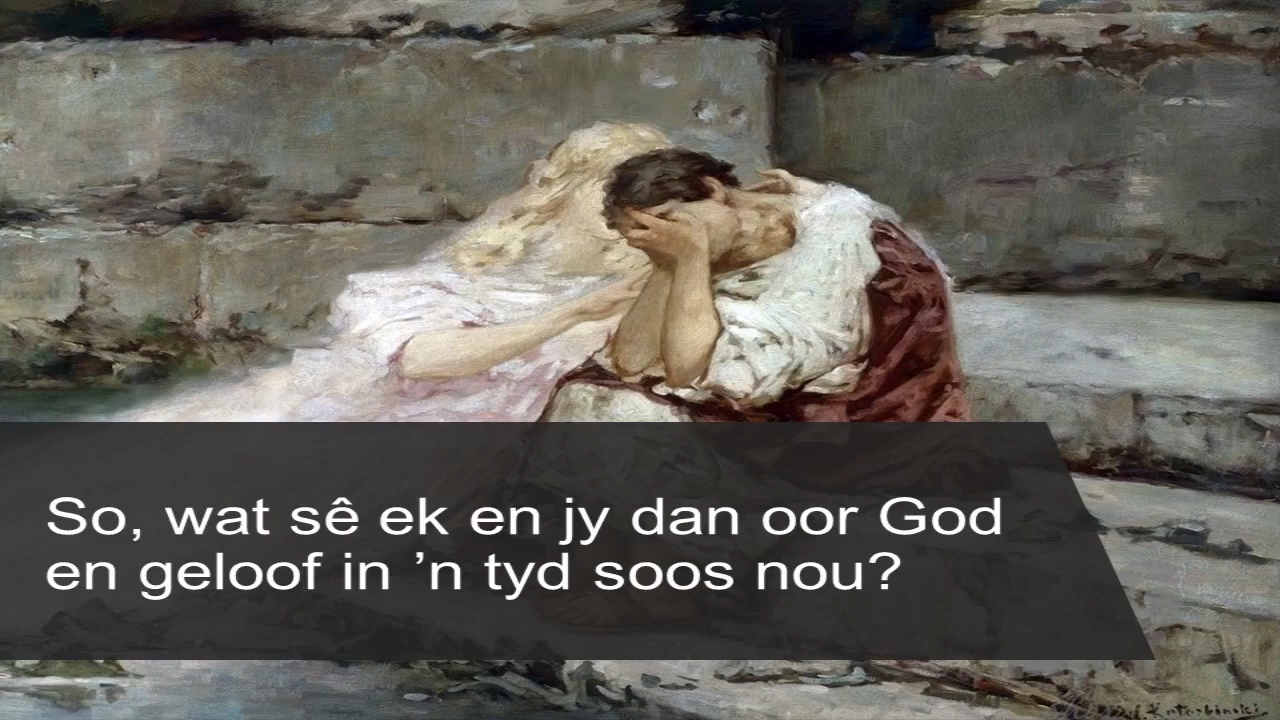 So, wat sê ek en jy dan oor God
en geloof in ’n tyd soos nou?